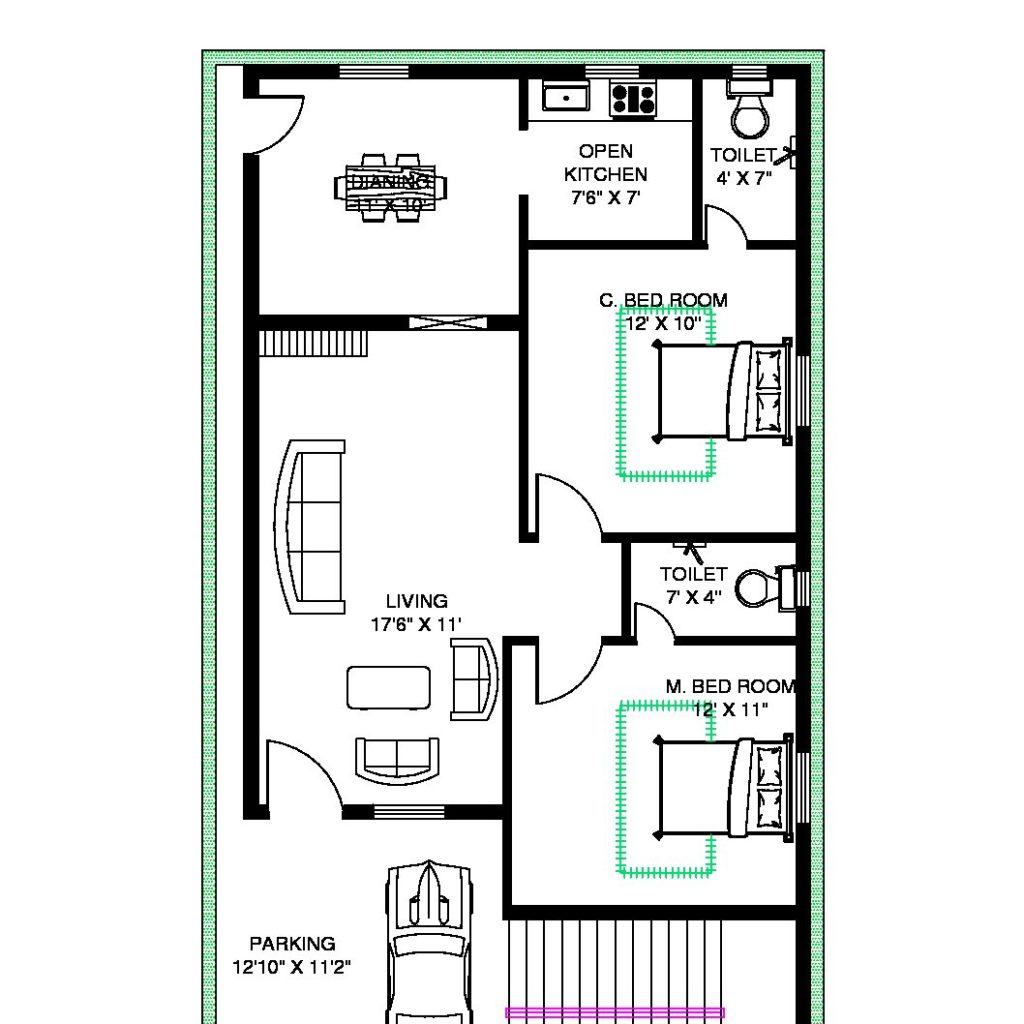 OPEN
KITCHEN
7'6" X 7'
TOILET
4' X 7"
DIANING
11' X 10'
C. BED ROOM
12' X 10"
TOILET
7' X 4"
LIVING
17'6" X 11'
M. BED ROOM
12' X 11"
PARKING
12'10" X 11'2"